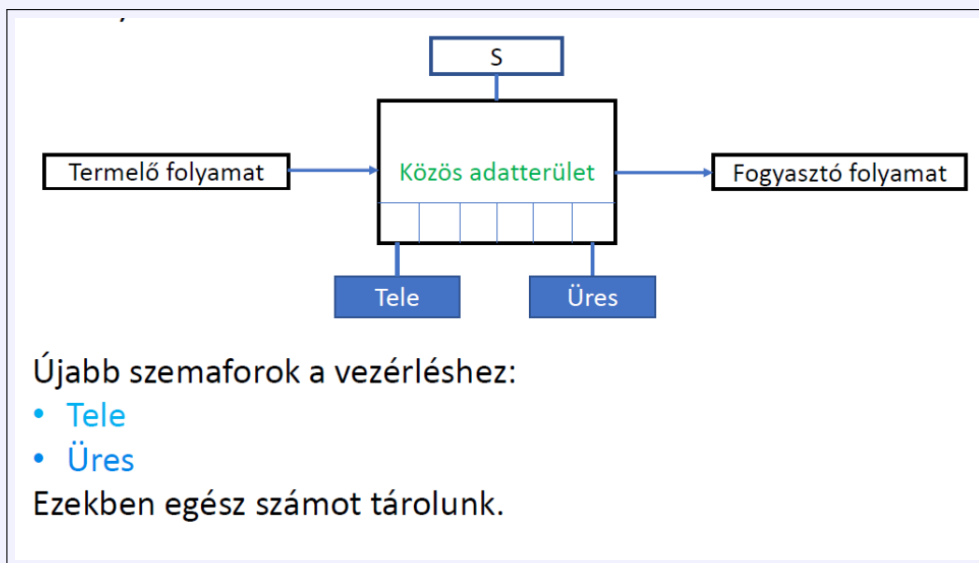 S
Termelő folyamat
Közös adatterület
Fogyasztó folyamat
Tele
Üres
Újabb szemaforok a vezérléshez:
• Tele
• Üres
Ezekben egész számot tárolunk.